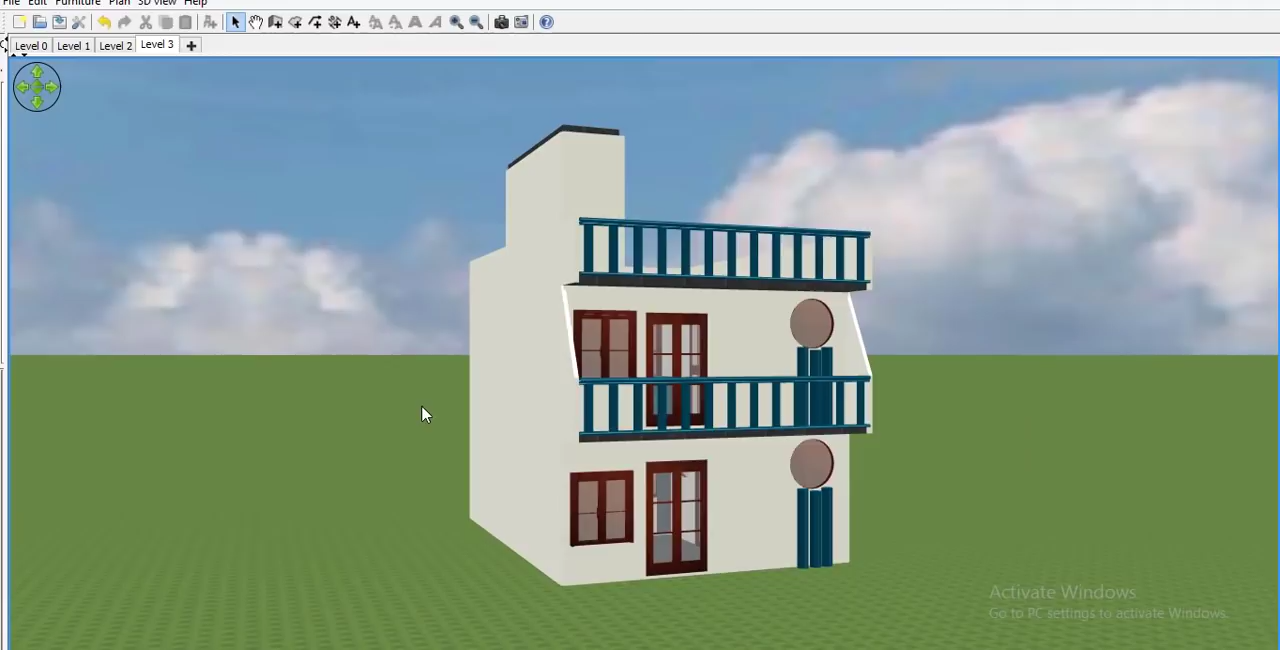 File Edit Furniture Plan 3D view Help
Level 0 Level 1 Level 2 Level 3
Activate Windows
Go to PC settings to activate Windows.